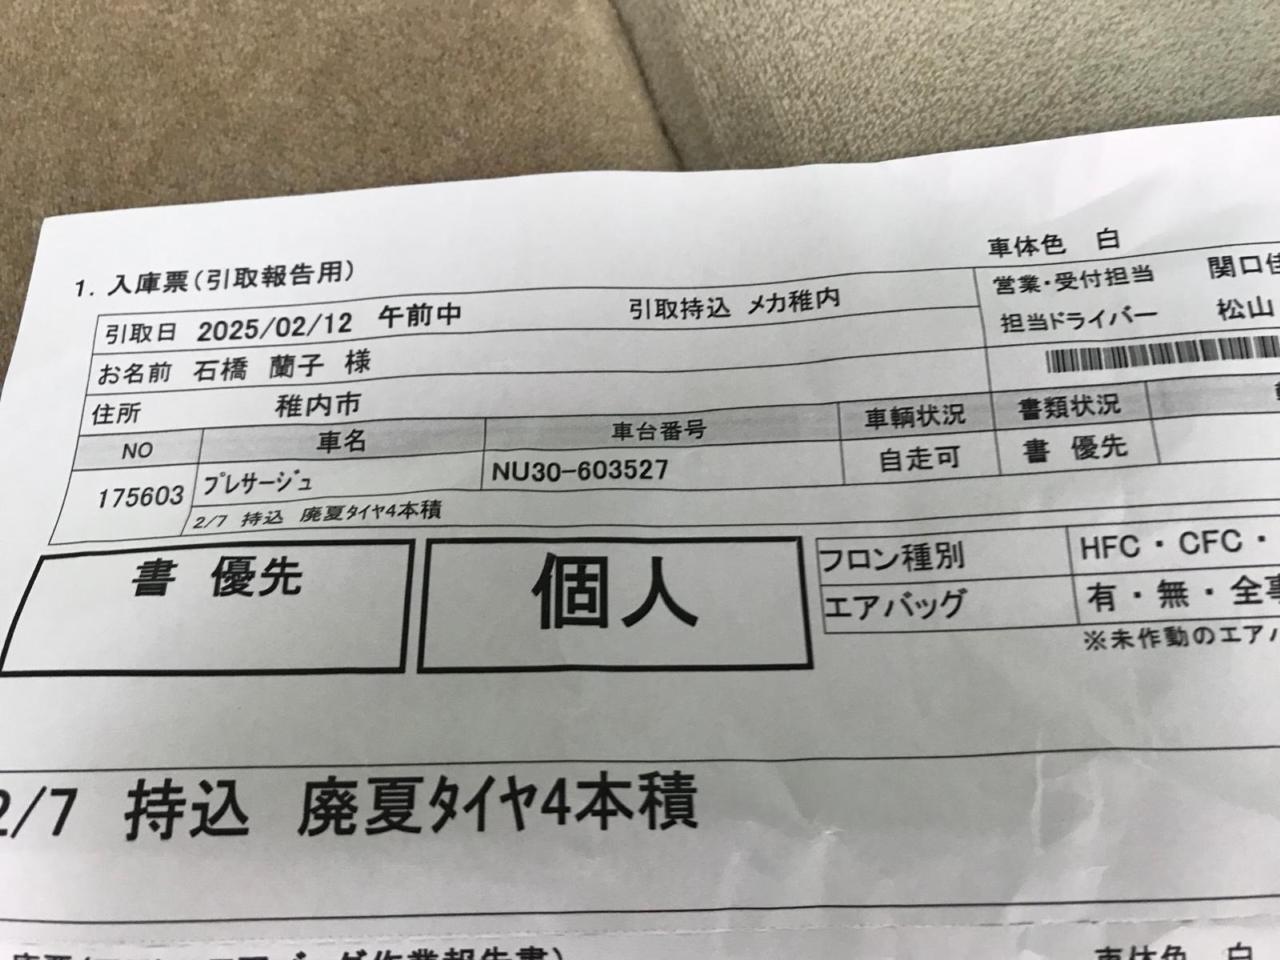 車体色 白
1. 入庫票(引取報告用)
引取日 2025/02/12 午前中 引取持込 メカ稚内
営業・受付担当 関口佳
担当ドライバー 松山
お名前 石橋 蘭子 様
住所 稚内市
NO 車名 車台番号 車輌状況 書類状況
175603 プレサージュ NU30-603527 自走可 書 優先
2/7 持込 廃夏タイヤ4本積
書 優先
個人
フロン種別 HFC・CFC・
エアバッグ 有・無・全事
※未作動のエアバ
2/7 持込 廃夏タイヤ4本積
車体色 白